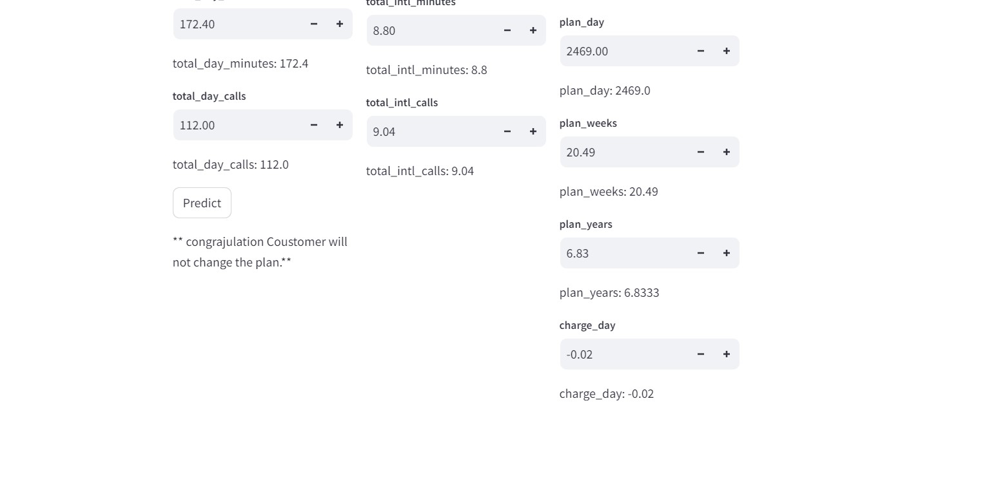 172.40
total_day_minutes: 172.4
total_day_calls
112.00
total_day_calls: 112.0
Predict
** congrajulation Coustomer will
not change the plan.**
total_intl_minutes
8.80
total_intl_minutes: 8.8
total_intl_calls
9.04
total_intl_calls: 9.04
plan_day
2469.00
plan_day: 2469.0
plan_weeks
20.49
plan_weeks: 20.49
plan_years
6.83
plan_years: 6.8333
charge_day
-0.02
charge_day: -0.02